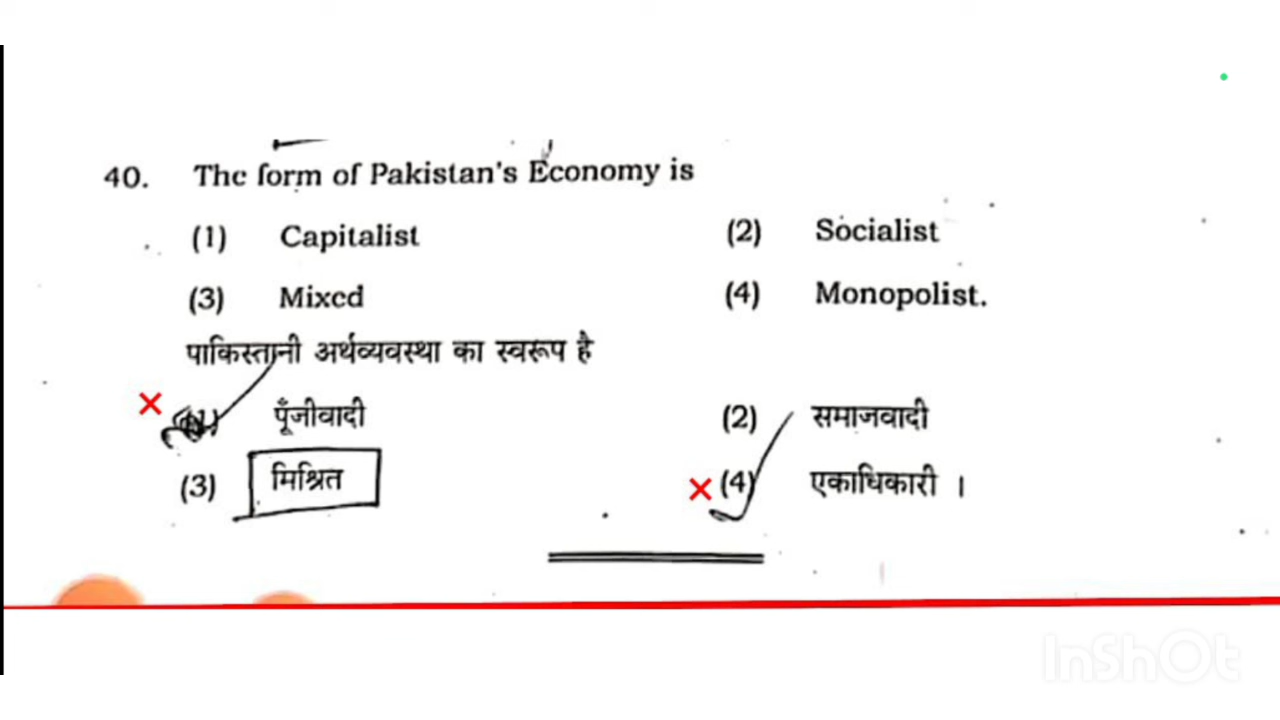 40. The form of Pakistan's Economy is
(1) Capitalist (2) Socialist
(3) Mixed (4) Monopolist.
पाकिस्तानी अर्थव्यवस्था का स्वरूप है
(1) पूँजीवादी (2) समाजवादी
(3) मिश्रित (4) एकाधिकारी ।
InShOt